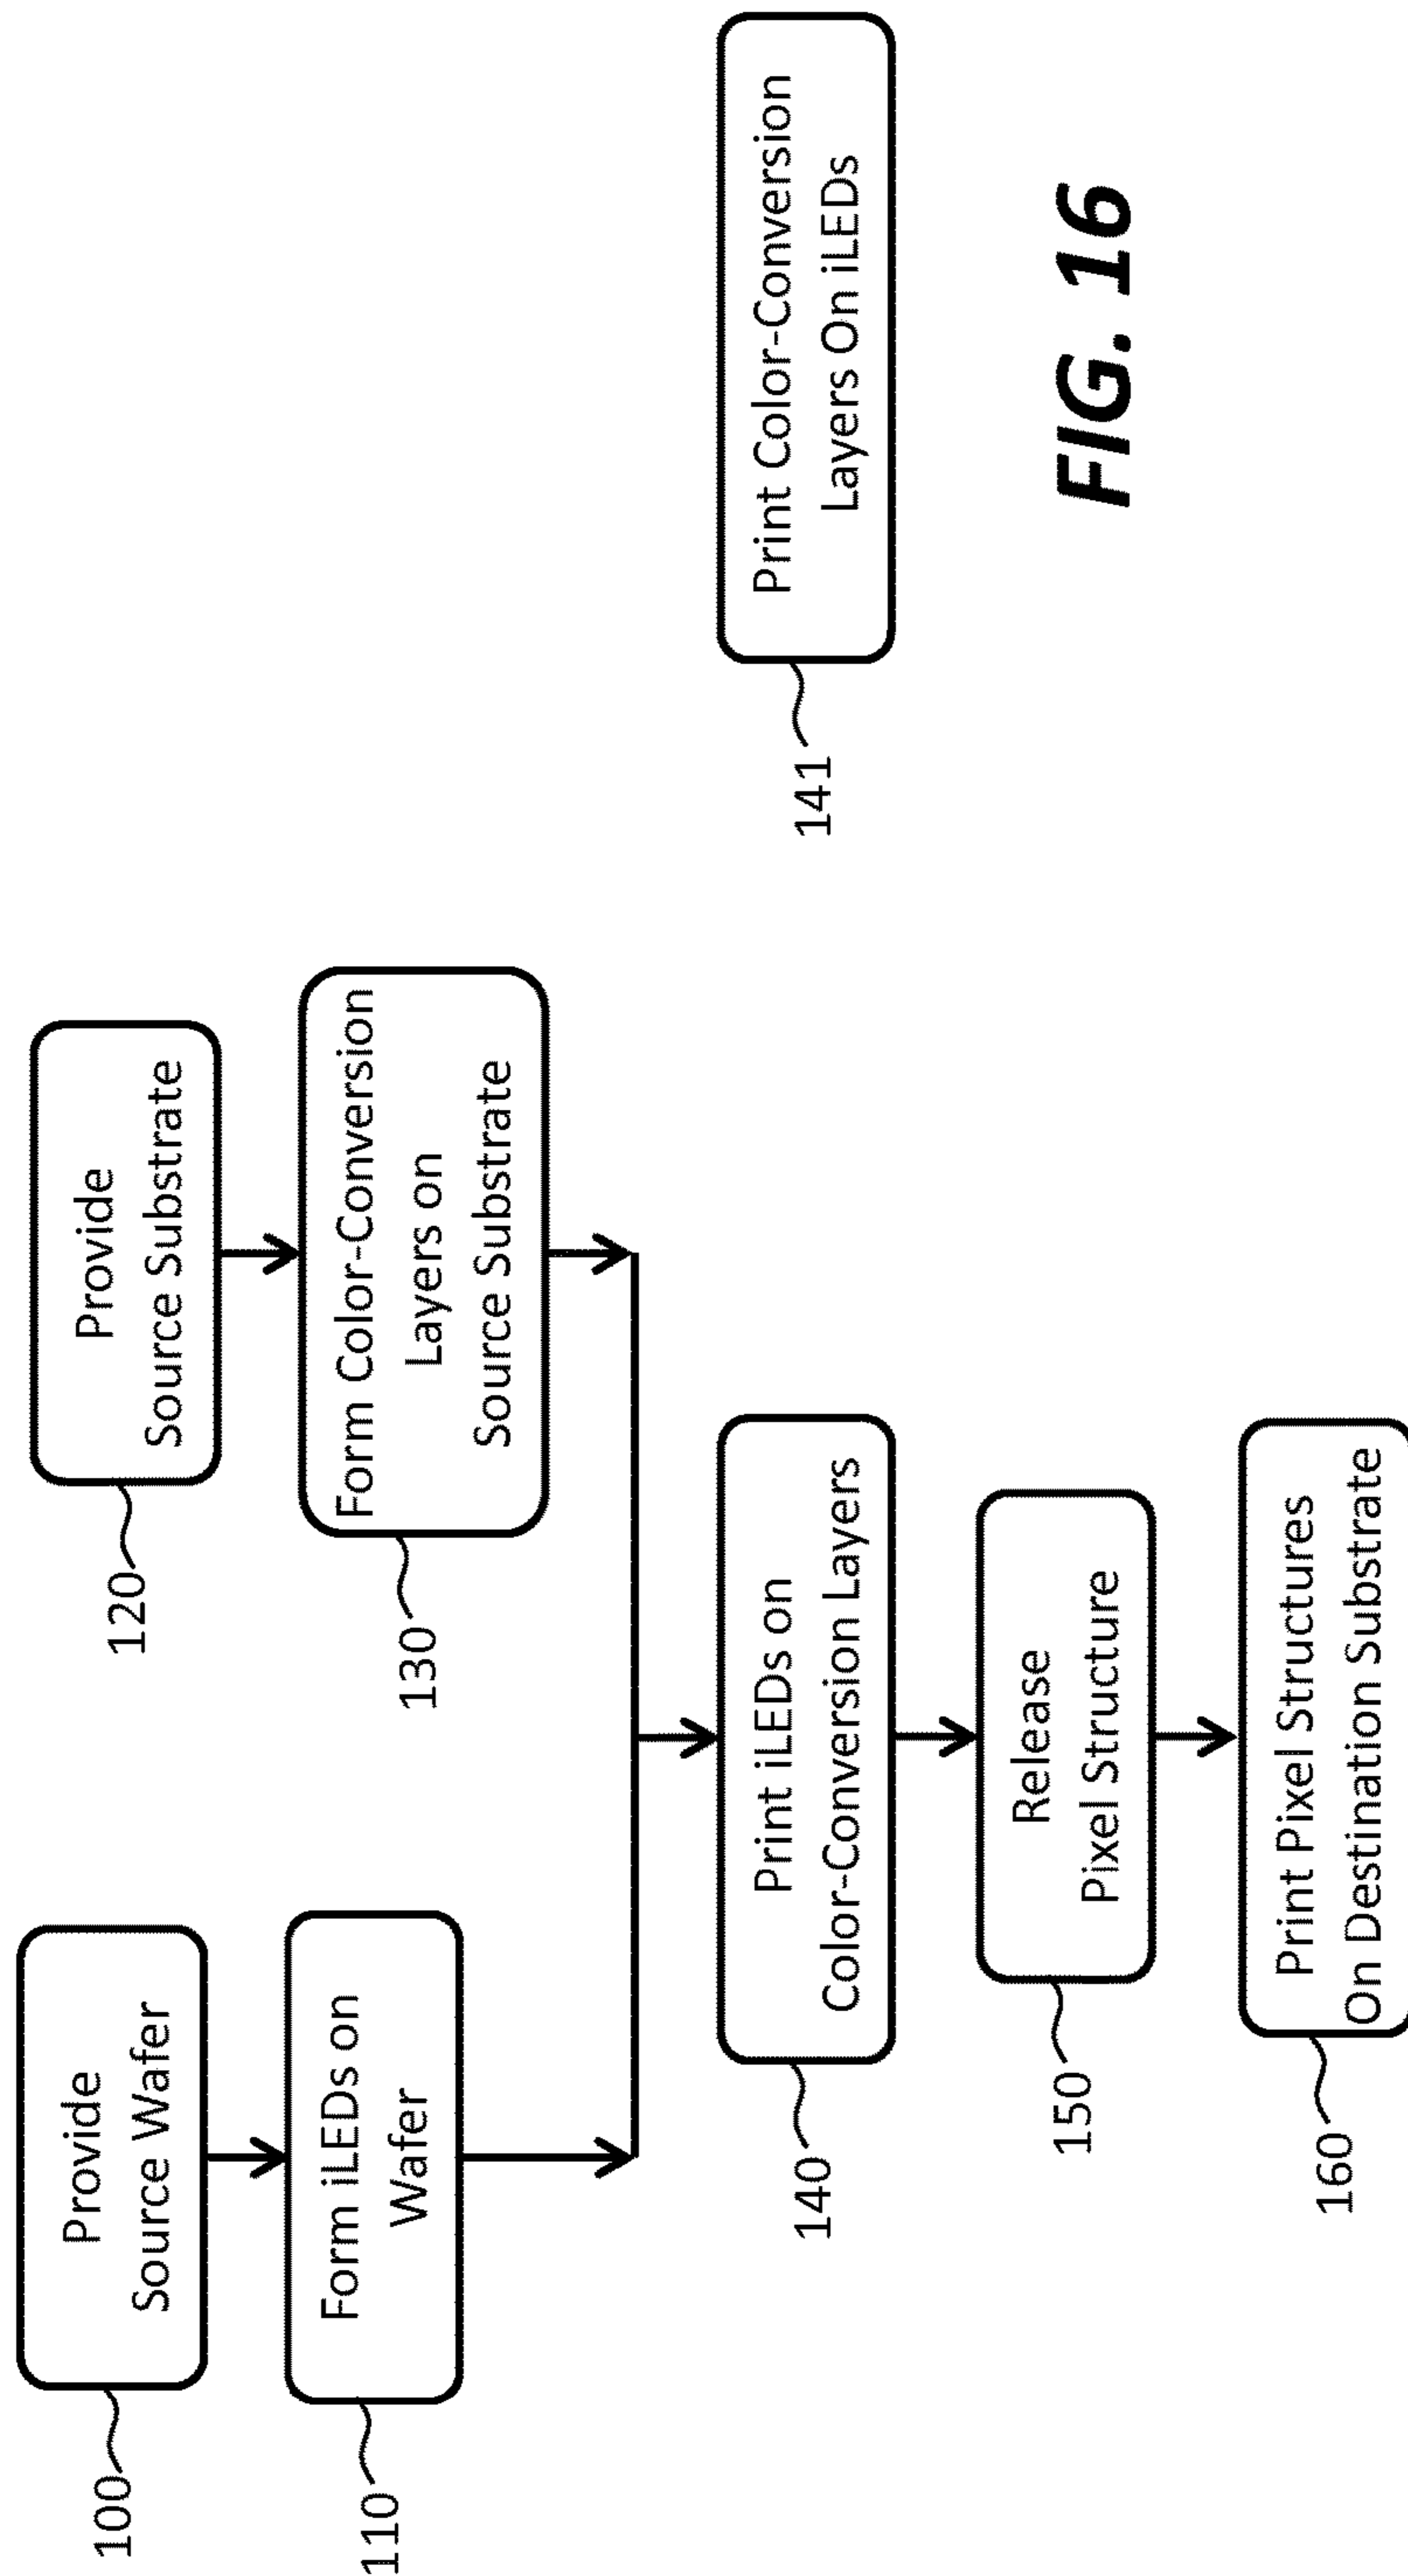 100
Provide
Source Wafer
110
Form iLEDs on
Wafer
120
Provide
Source Substrate
130
Form Color-Conversion
Layers on
Source Substrate
140
Print iLEDs on
Color-Conversion Layers
141
Print Color-Conversion
Layers On iLEDs
150
Release
Pixel Structure
160
Print Pixel Structures
On Destination Substrate
FIG. 16